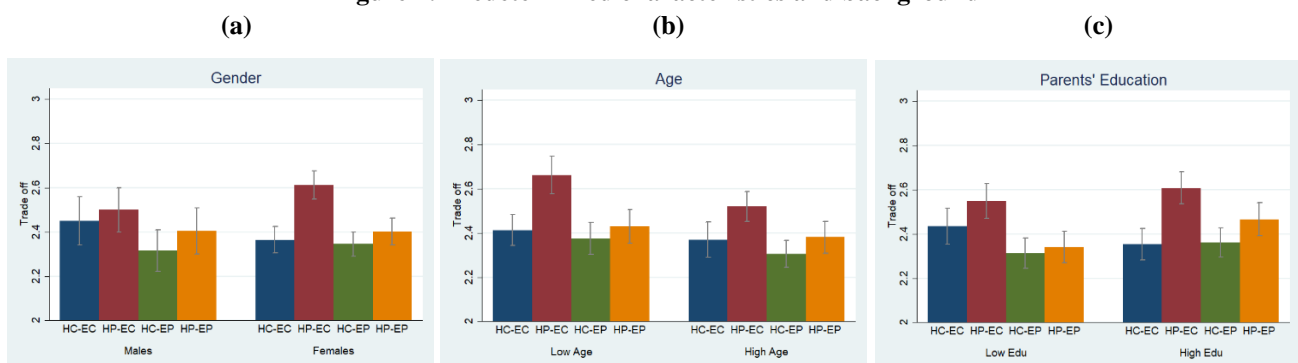 (a) (b) (c)
Gender
Trade off
3
2.8
2.6
2.4
2.2
2
HC-EC HP-EC HC-EP HP-EP HC-EC HP-EC HC-EP HP-EP
Males Females
Age
Trade off
3
2.8
2.6
2.4
2.2
2
HC-EC HP-EC HC-EP HP-EP HC-EC HP-EC HC-EP HP-EP
Low Age High Age
Parents' Education
Trade off
3
2.8
2.6
2.4
2.2
2
HC-EC HP-EC HC-EP HP-EP HC-EC HP-EC HC-EP HP-EP
Low Edu High Edu